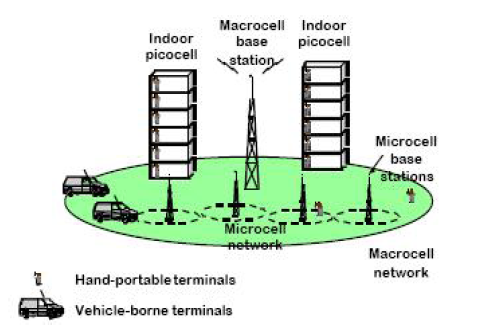 Indoor
picocell
Macrocell
base
station
Indoor
picocell
Microcell
base
stations
Microcell
network
Macrocell
network
Hand-portable terminals
Vehicle-borne terminals